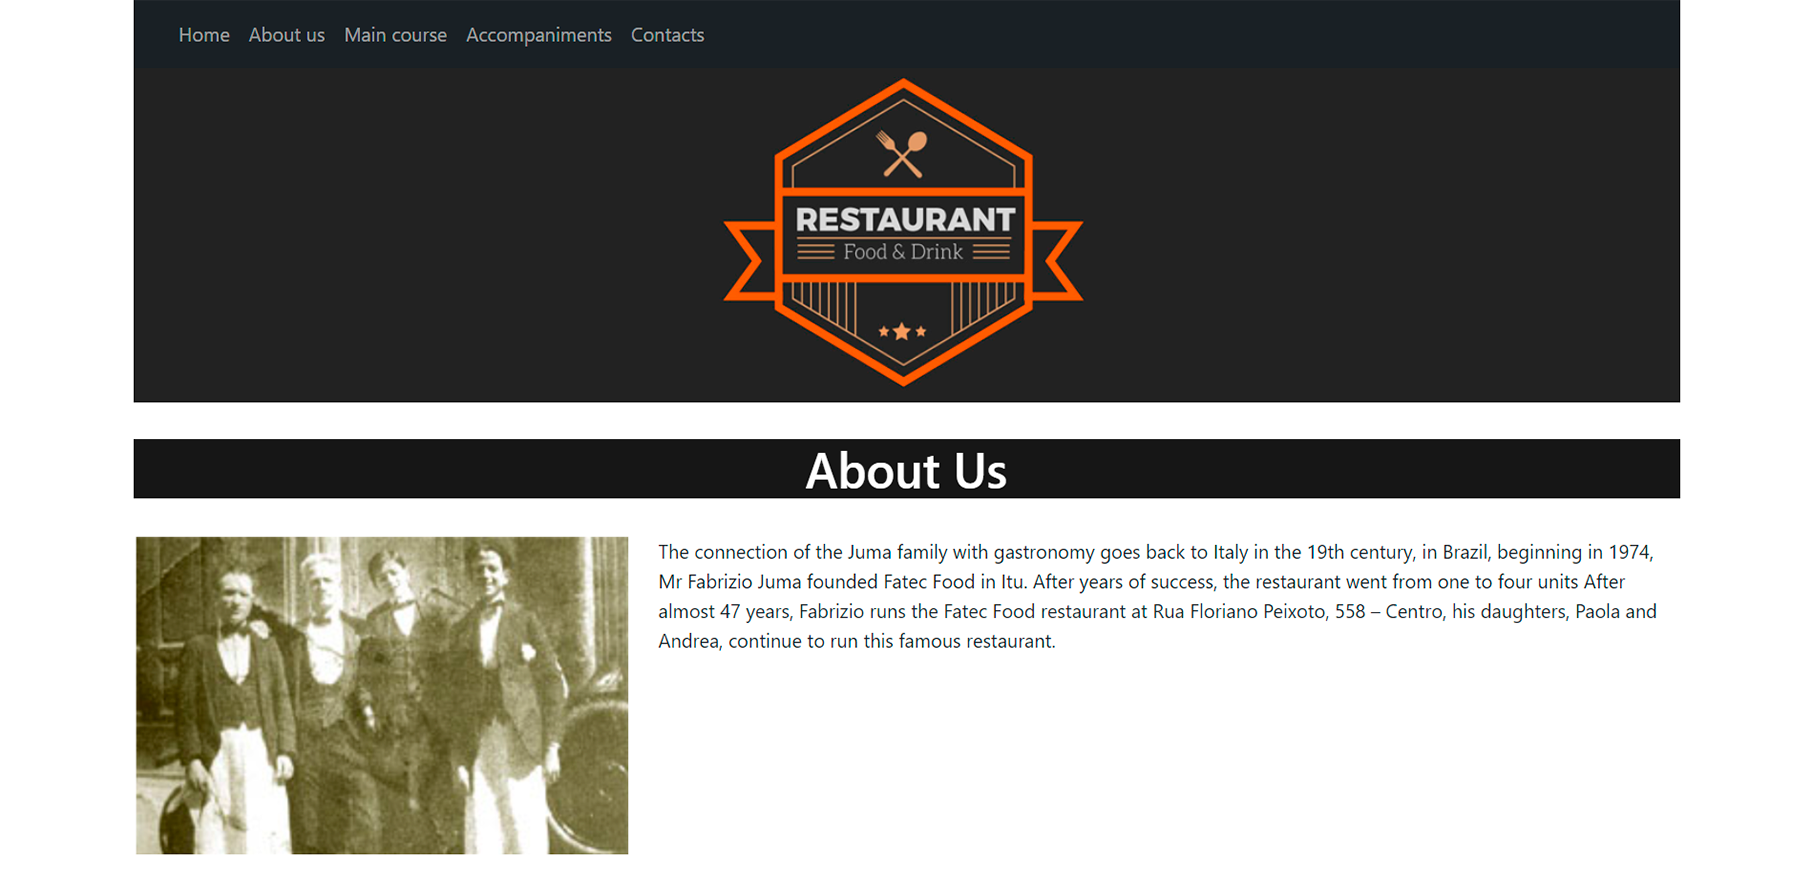 Home About us Main course Accompaniments Contacts
RESTAURANT
Food & Drink
About Us
The connection of the Juma family with gastronomy goes back to Italy in the 19th century, in Brazil, beginning in 1974,
Mr Fabrizio Juma founded Fatec Food in Itu. After years of success, the restaurant went from one to four units After
almost 47 years, Fabrizio runs the Fatec Food restaurant at Rua Floriano Peixoto, 558 – Centro, his daughters, Paola and
Andrea, continue to run this famous restaurant.